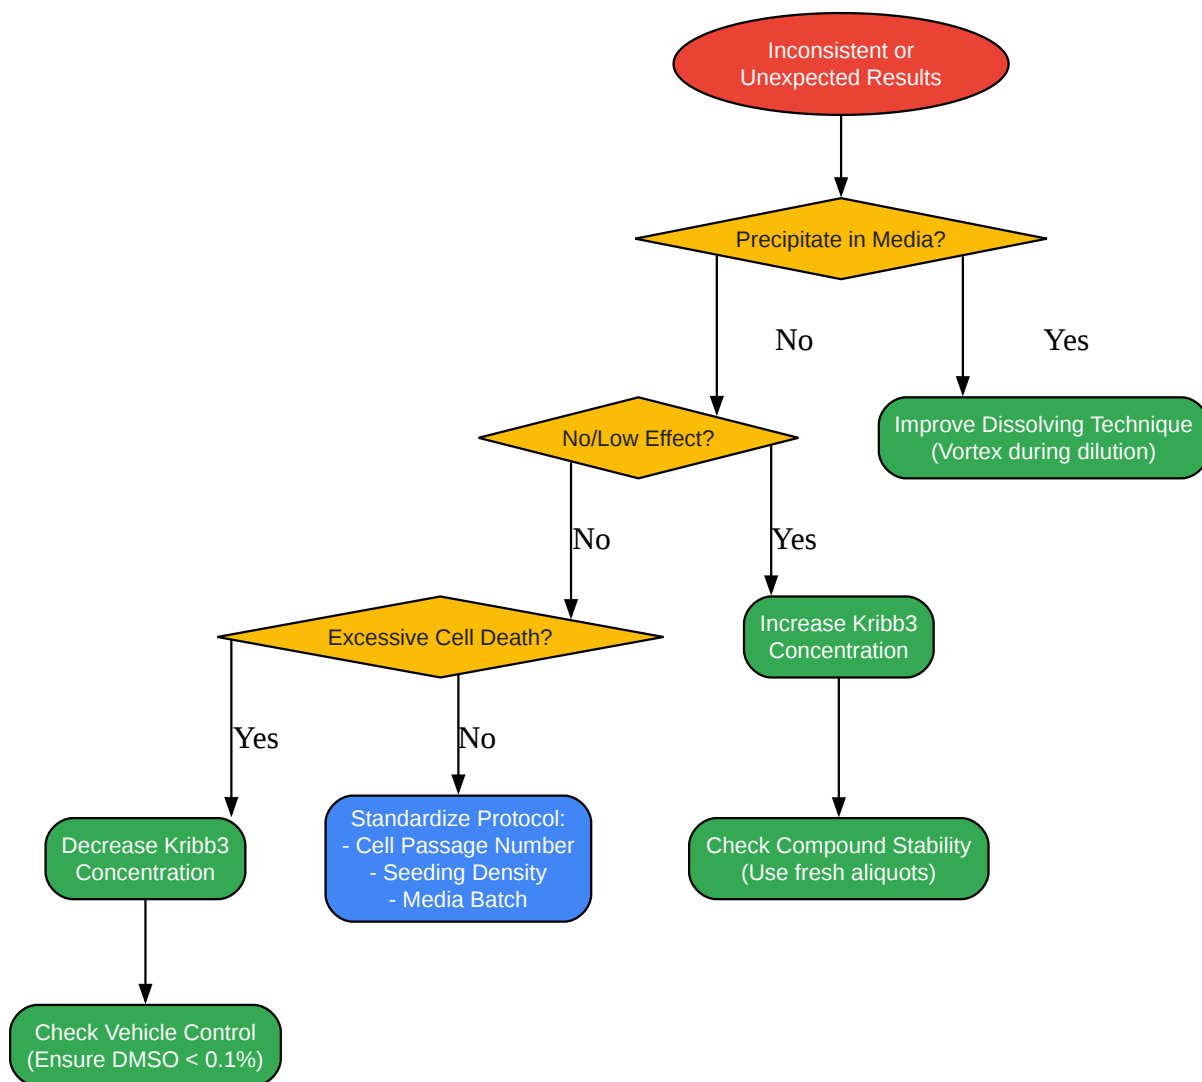 Inconsistent or
Unexpected Results
Precipitate in Media?
No
Yes
No/Low Effect?
Improve Dissolving Technique
(Vortex during dilution)
No
Yes
Excessive Cell Death?
Increase Kribb3
Concentration
Yes
No
Decrease Kribb3
Concentration
Standardize Protocol:
- Cell Passage Number
- Seeding Density
- Media Batch
Check Compound Stability
(Use fresh aliquots)
Check Vehicle Control
(Ensure DMSO < 0.1%)